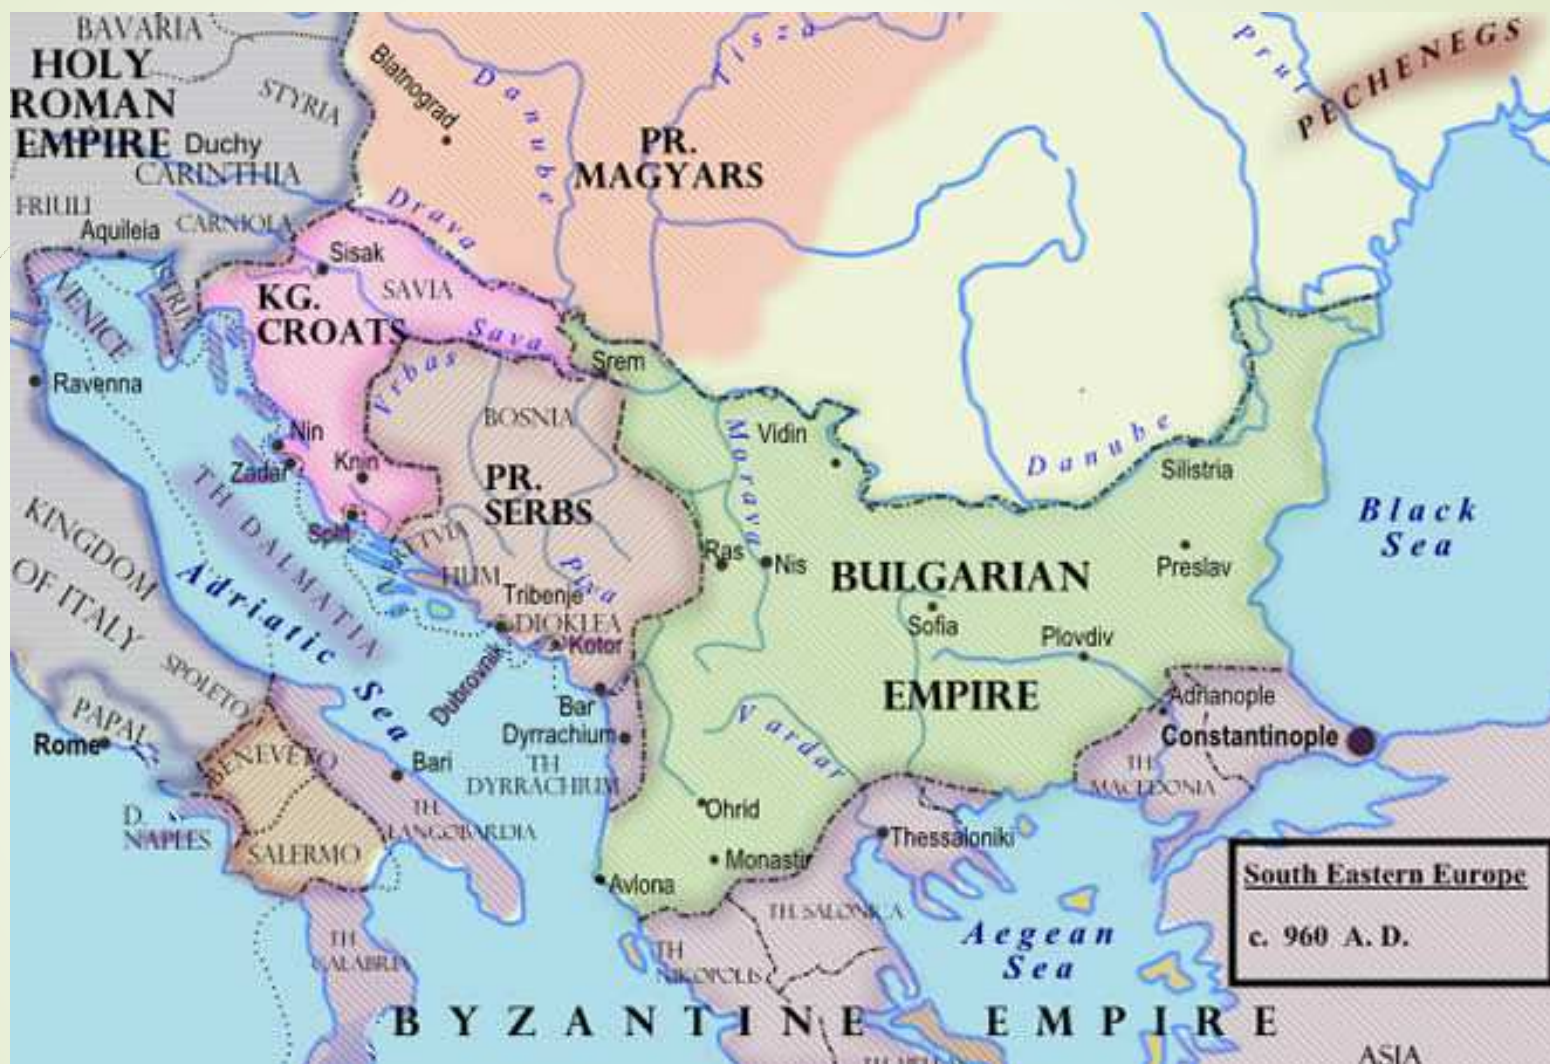 BAVARIA
HOLY
ROMAN
EMPIRE
STYRIA
Duchy
CARINTHIA
FRIULI
CARNIOLA
Aquileia
Blatnograd
Danube
Tisza
PR.
MAGYARS
Prut
PECHENEGS
Drava
VENICE
Sisak
SAVIA
KG.
CROATS
Sava
Srem
Ravenna
Vrbas
BOSNIA
Morava
Vidin
Danube
Silistria
Nin
Zadar
Knin
PR.
SERBS
Split
TH DALMATIA
KINGDOM
OF ITALY
Adriatic
Sea
HUM
Piva
Tribenje
DIOKLEA
Kotor
Dubrovnik
Ras
Nis
BULGARIAN
EMPIRE
Preslav
Black
Sea
Sofia
Plovdiv
SPOLETO
PAPAL
Rome
Bar
Dyrrachium
TH
DYRRACHIUM
Vardar
Adrianople
Constantinople
TH
MACEDONIA
BENEVETO
Bari
D.
NAPLES
TH
LANGOBARDIA
SALERMO
Ohrid
Monastir
Avlona
Thessaloniki
TH. SALONICA
TH
NIKOPOLIS
TH
CALABRIA
Aegean
Sea
South Eastern Europe
c. 960 A. D.
BYZANTINE EMPIRE
ASIA